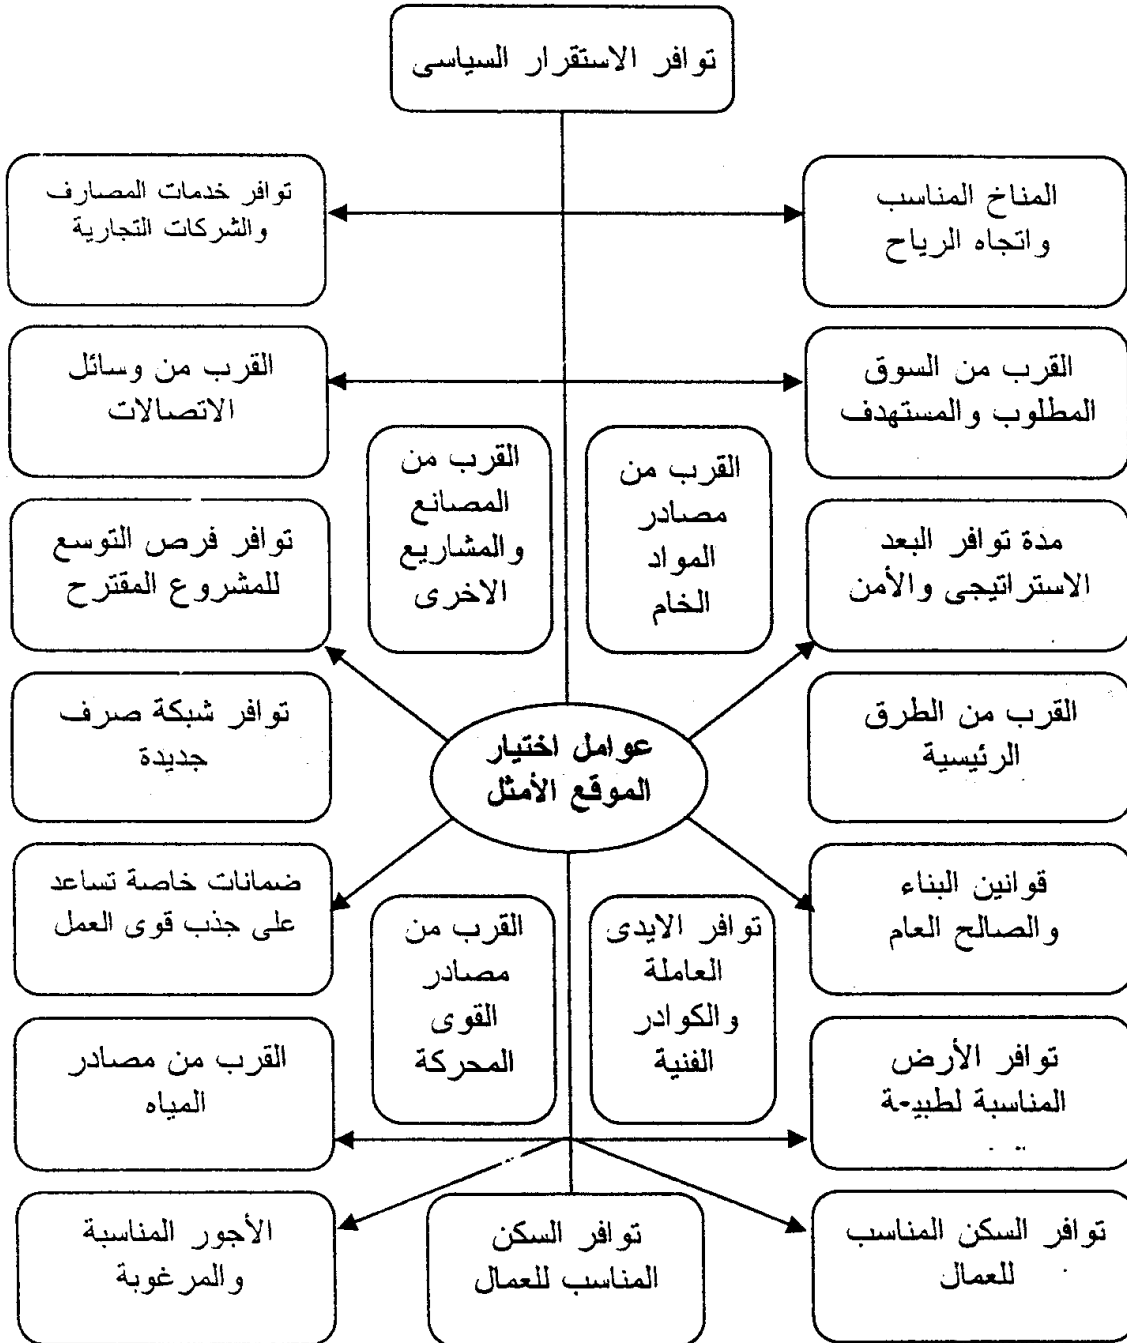 توافر الاستقرار السياسى
المناخ المناسب
واتجاه الرياح
توافر خدمات المصارف
والشركات التجارية
القرب من السوق
المطلوب والمستهدف
القرب من وسائل
الاتصالات
القرب من
مصادر
المواد
الخام
القرب من
المصانع
والمشاريع
الاخرى
مدة توافر البعد
الاستراتيجى والأمن
توافر فرص التوسع
للمشروع المقترح
القرب من الطرق
الرئيسية
عوامل اختيار
الموقع الأمثل
توافر شبكة صرف
جديدة
قوانين البناء
والصالح العام
توافر الايدى
العاملة
والكوادر
الفنية
القرب من
مصادر
القوى
المحركة
ضمانات خاصة تساعد
على جذب قوى العمل
توافر الأرض
المناسبة لطبيعة
القرب من مصادر
المياه
توافر السكن المناسب
للعمال
توافر السكن
المناسب للعمال
الأجور المناسبة
والمرغوبة